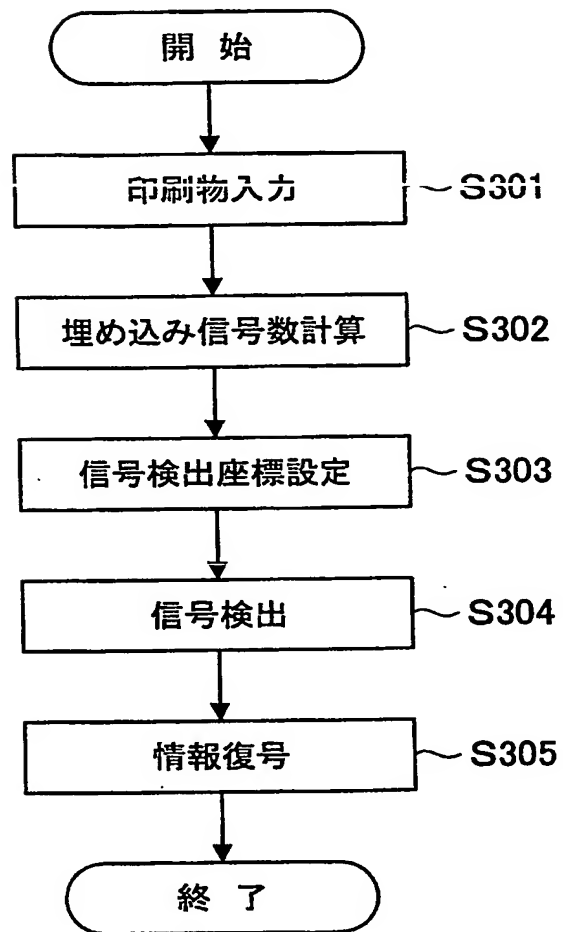 開始
印刷物入力 S301
埋め込み信号数計算 S302
信号検出座標設定 S303
信号検出 S304
情報復号 S305
終了